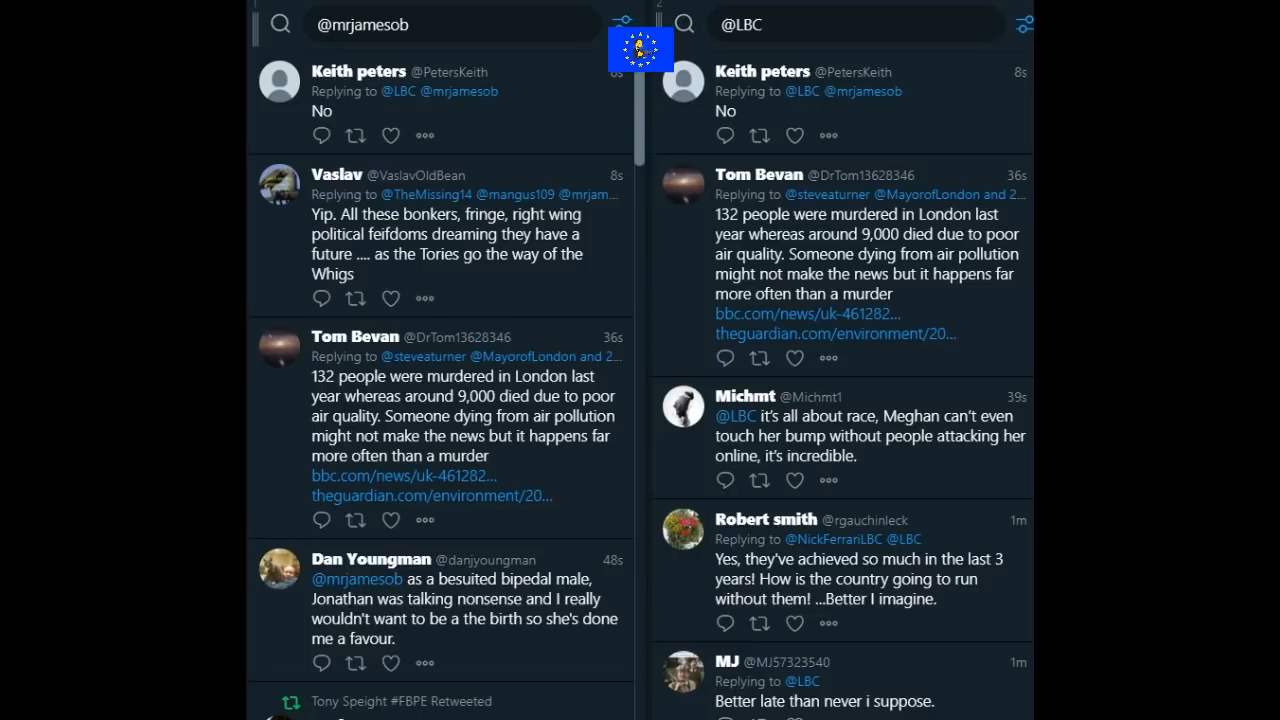 1
@mrjamesob
Keith peters @PetersKeith 8s
Replying to @LBC @mrjamesob
No
Vaslav @VaslavOldBean 8s
Replying to @TheMissing14 @mangus109 @mrjam...
Yip. All these bonkers, fringe, right wing
political feifdoms dreaming they have a
future .... as the Tories go the way of the
Whigs
Tom Bevan @DrTom13628346 36s
Replying to @steveaturner @MayorofLondon and 2...
132 people were murdered in London last
year whereas around 9,000 died due to poor
air quality. Someone dying from air pollution
might not make the news but it happens far
more often than a murder
bbc.com/news/uk-461282...
theguardian.com/environment/20...
Dan Youngman @danjyoungman 48s
@mrjamesob as a besuited bipedal male,
Jonathan was talking nonsense and I really
wouldn't want to be a the birth so she's done
me a favour.
Tony Speight #FBPE Retweeted
2
@LBC
Keith peters @PetersKeith 8s
Replying to @LBC @mrjamesob
No
Tom Bevan @DrTom13628346 36s
Replying to @steveaturner @MayorofLondon and 2...
132 people were murdered in London last
year whereas around 9,000 died due to poor
air quality. Someone dying from air pollution
might not make the news but it happens far
more often than a murder
bbc.com/news/uk-461282...
theguardian.com/environment/20...
Michmt @Michmt1 39s
@LBC it's all about race, Meghan can't even
touch her bump without people attacking her
online, it's incredible.
Robert smith @rgauchinleck 1m
Replying to @NickFerrariLBC @LBC
Yes, they've achieved so much in the last 3
years! How is the country going to run
without them! ...Better I imagine.
MJ @MJ57323540 1m
Replying to @LBC
Better late than never i suppose.